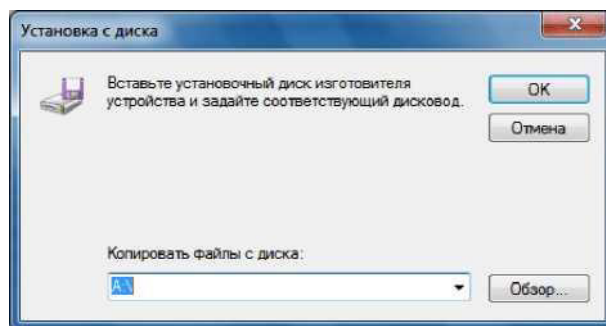 Установка с диска
Вставьте установочный диск изготовителя
устройства и задайте соответствующий дисковод.
OK
Отмена
Копировать файлы с диска:
A:\
Обзор...